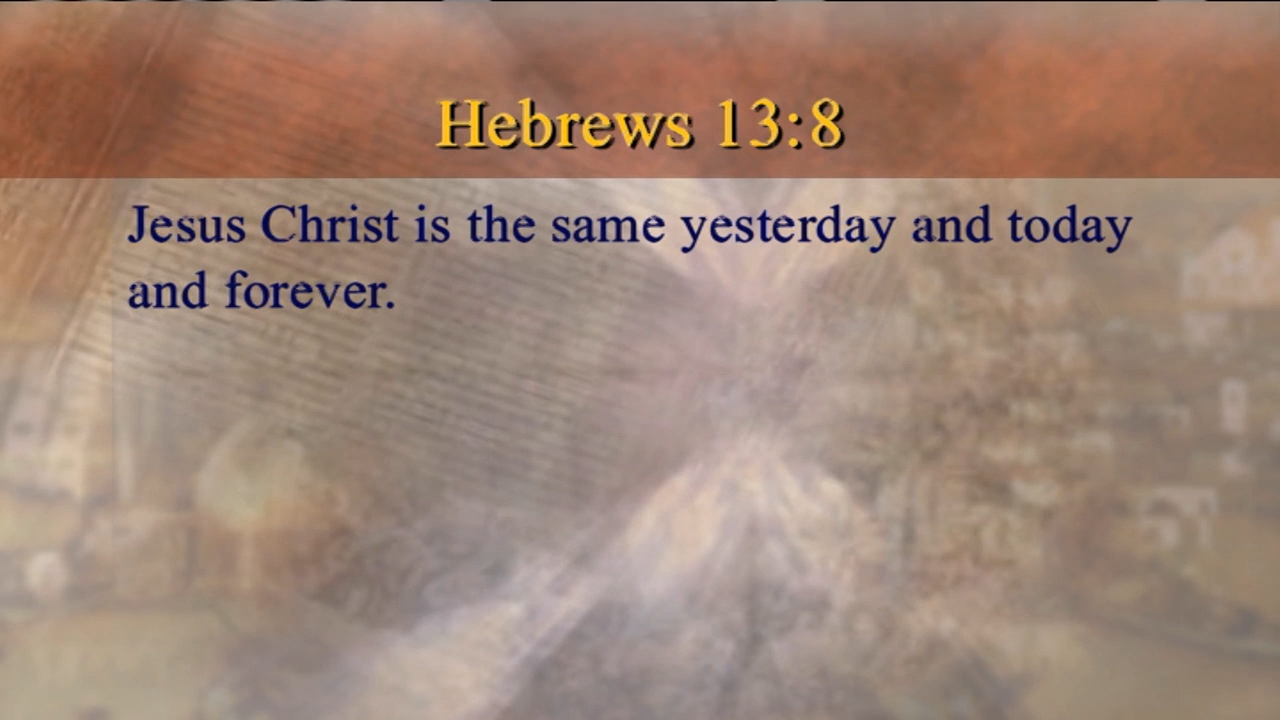 Hebrews 13:8
Jesus Christ is the same yesterday and today
and forever.